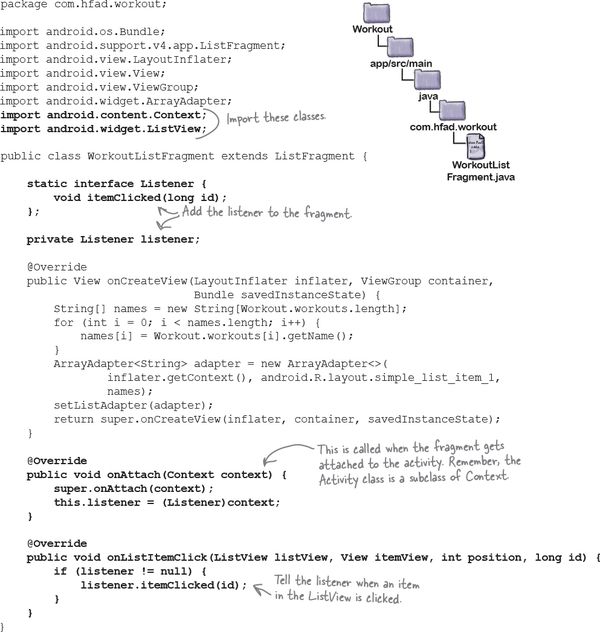 package com.hfad.workout;
import android.os.Bundle;
import android.support.v4.app.ListFragment;
import android.view.LayoutInflater;
import android.view.View;
import android.view.ViewGroup;
import android.widget.ArrayAdapter;
import android.content.Context;
import android.widget.ListView;
Import these classes.
Workout
app/src/main
java
com.hfad.workout
WorkoutList
Fragment.java
public class WorkoutListFragment extends ListFragment {
static interface Listener {
void itemClicked(long id);
};
Add the listener to the fragment.
private Listener listener;
@Override
public View onCreateView(LayoutInflater inflater, ViewGroup container,
Bundle savedInstanceState) {
String[] names = new String[Workout.workouts.length];
for (int i = 0; i < names.length; i++) {
names[i] = Workout.workouts[i].getName();
}
ArrayAdapter<String> adapter = new ArrayAdapter<>(
inflater.getContext(), android.R.layout.simple_list_item_1,
names);
setListAdapter(adapter);
return super.onCreateView(inflater, container, savedInstanceState);
}
This is called when the fragment gets
attached to the activity. Remember, the
Activity class is a subclass of Context.
@Override
public void onAttach(Context context) {
super.onAttach(context);
this.listener = (Listener)context;
}
@Override
public void onListItemClick(ListView listView, View itemView, int position, long id) {
if (listener != null) {
listener.itemClicked(id);
Tell the listener when an item
in the ListView is clicked.
}
}
}